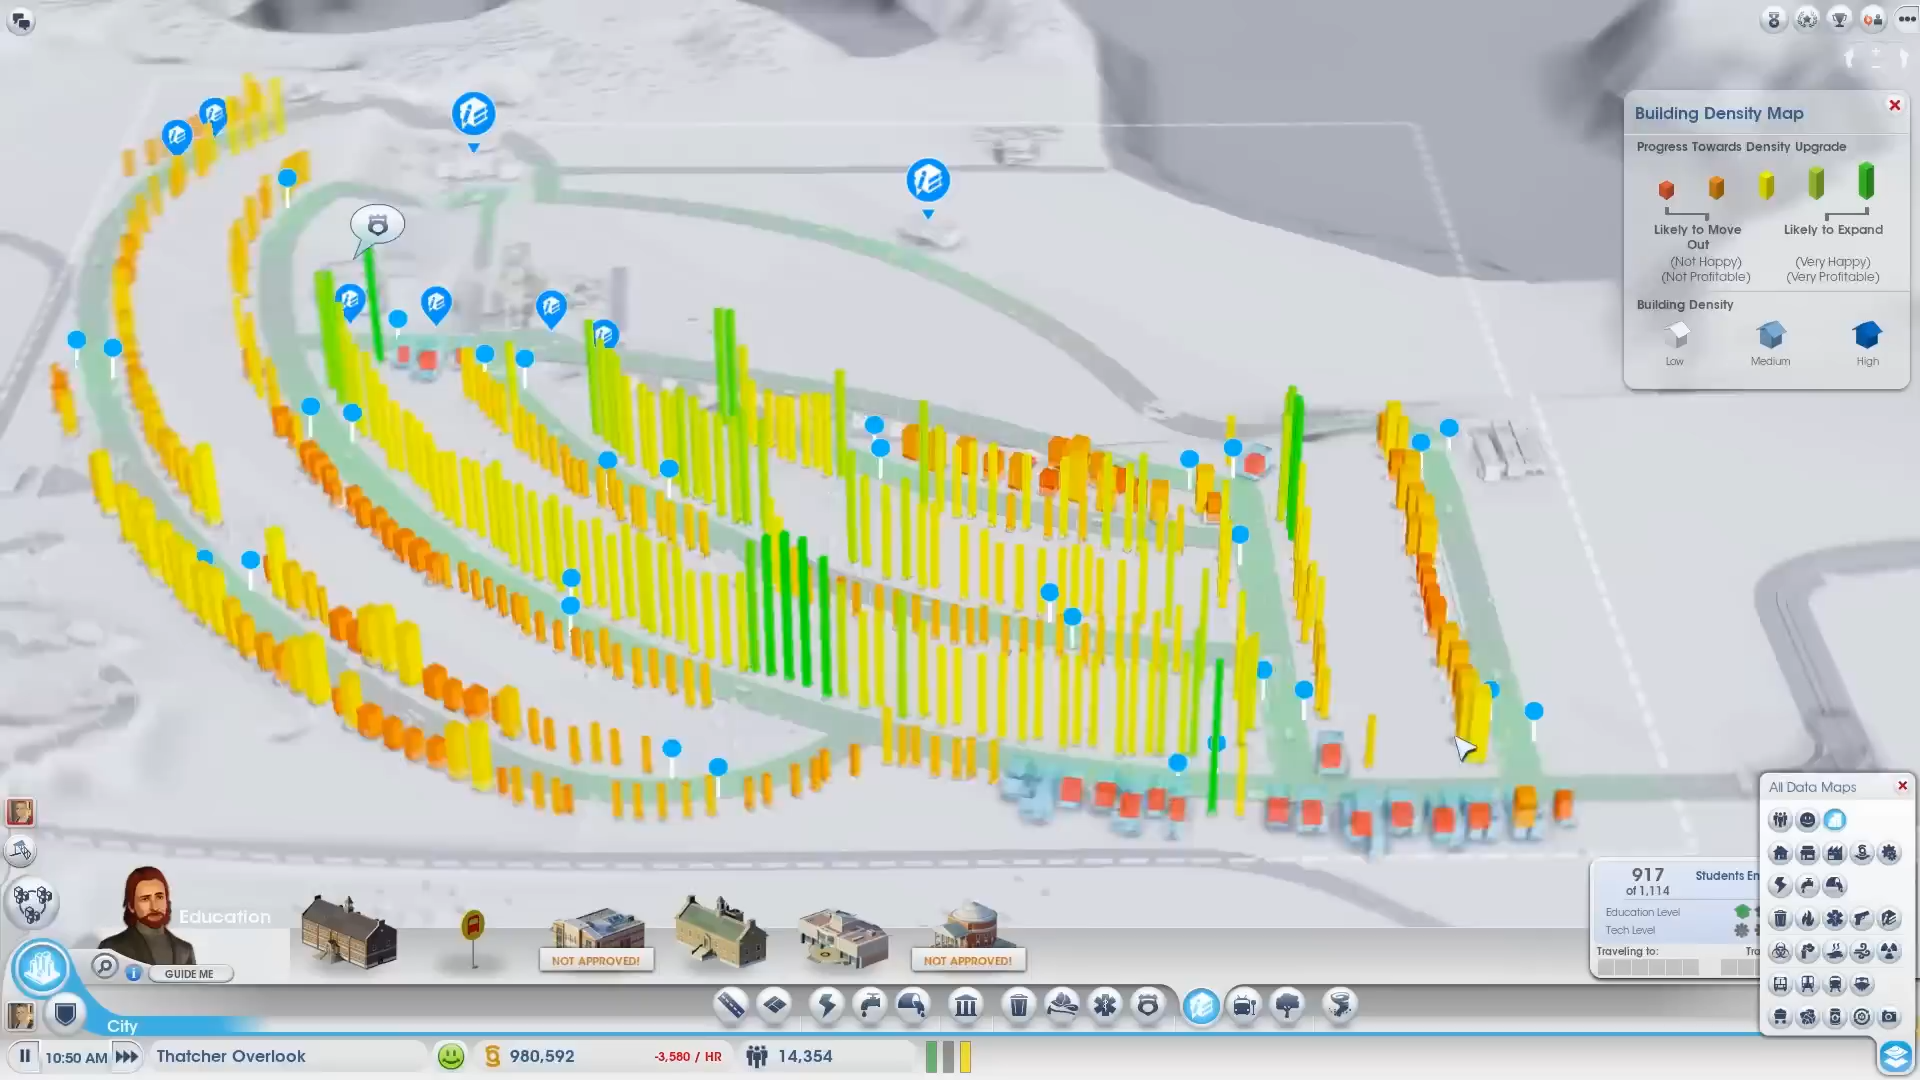 Building Density Map
Progress Towards Density Upgrade
Likely to Move Out
(Not Happy)
(Not Profitable)
Likely to Expand
(Very Happy)
(Very Profitable)
Building Density
Low
Medium
High
All Data Maps
917
of 1,114
Students En
Education Level
Tech Level
Traveling to:
Tra
Education
GUIDE ME
NOT APPROVED!
NOT APPROVED!
City
10:50 AM
Thatcher Overlook
980,592
-3,580 / HR
14,354